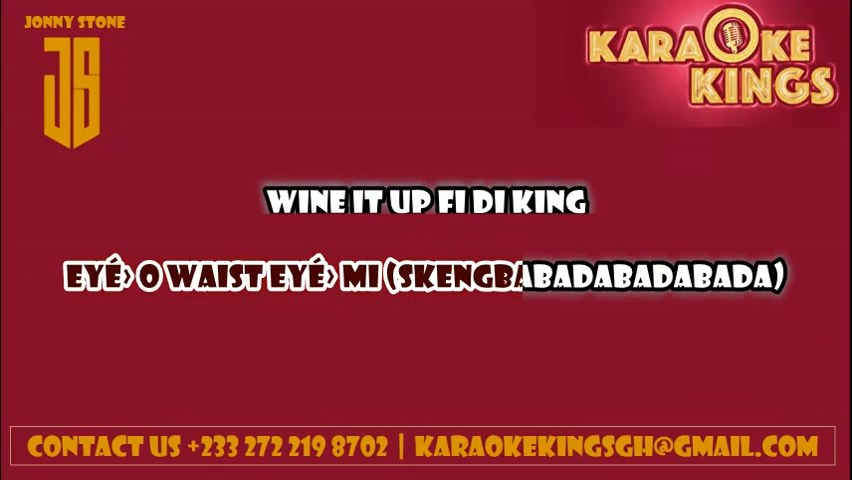 JONNY STONE
JS
KARAOKE
KINGS
WINE IT UP FI DI KING
EYÉ› O WAIST EYÉ› MI (SKENGBABADABADABADA)
CONTACT US +233 272 219 8702 | KARAOKEKINGSGH@GMAIL.COM